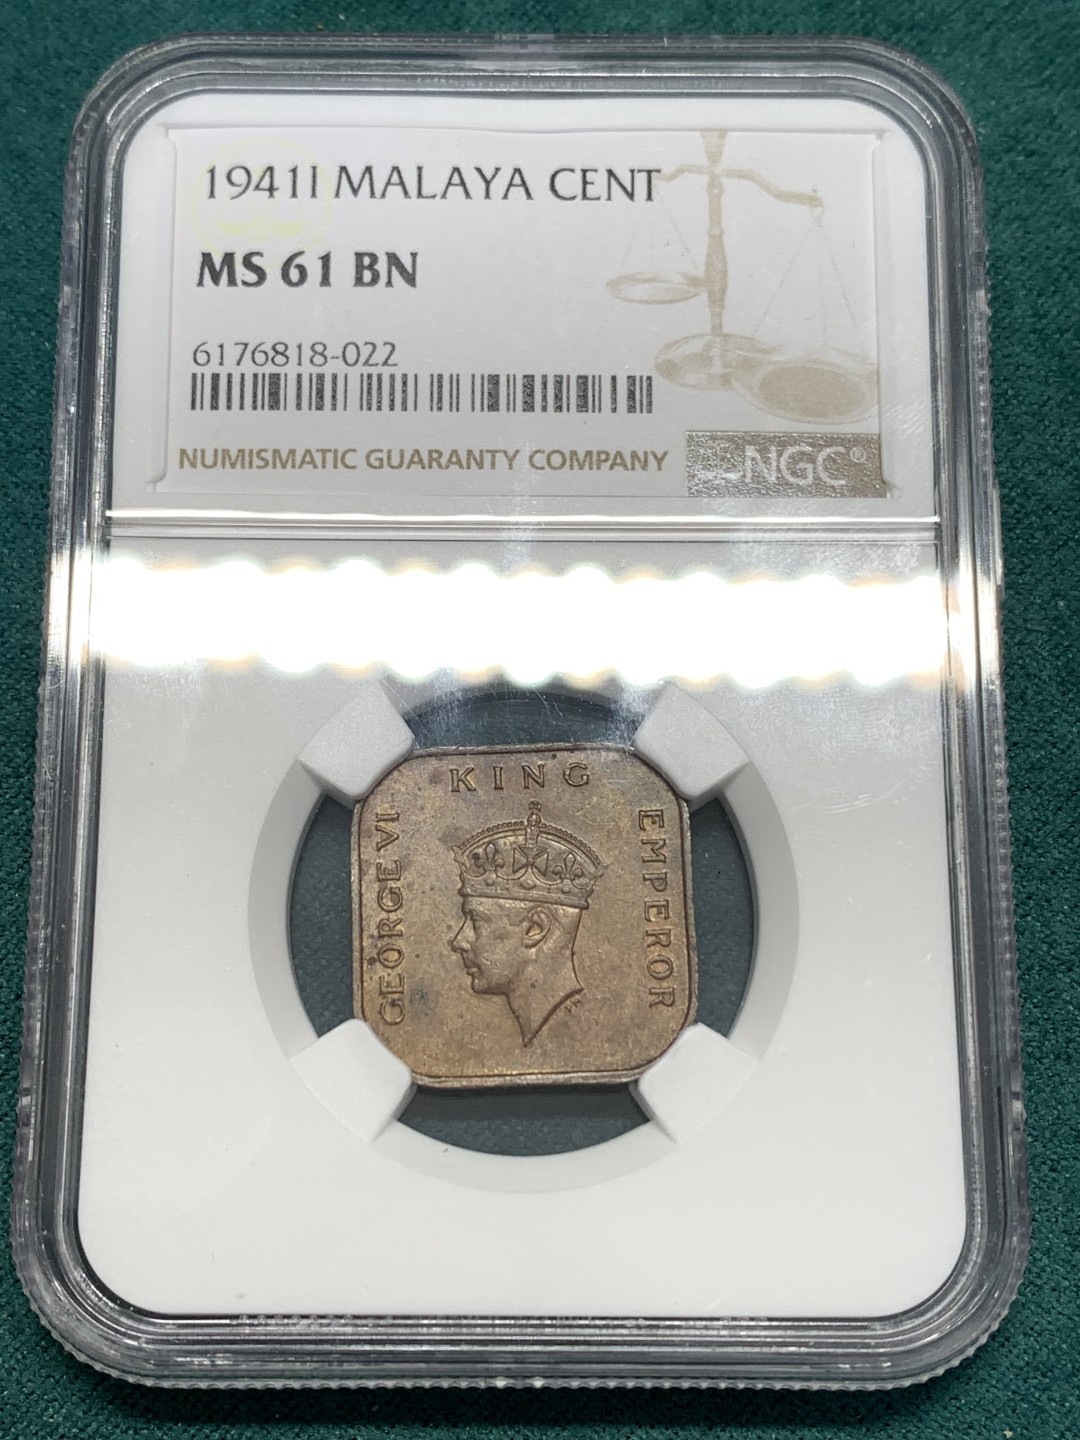 1941I MALAYA CENT
MS 61 BN
6176818-022
NUMISMATIC GUARANTY COMPANY
NGC®
GEORGE VI
KING
EMPEROR